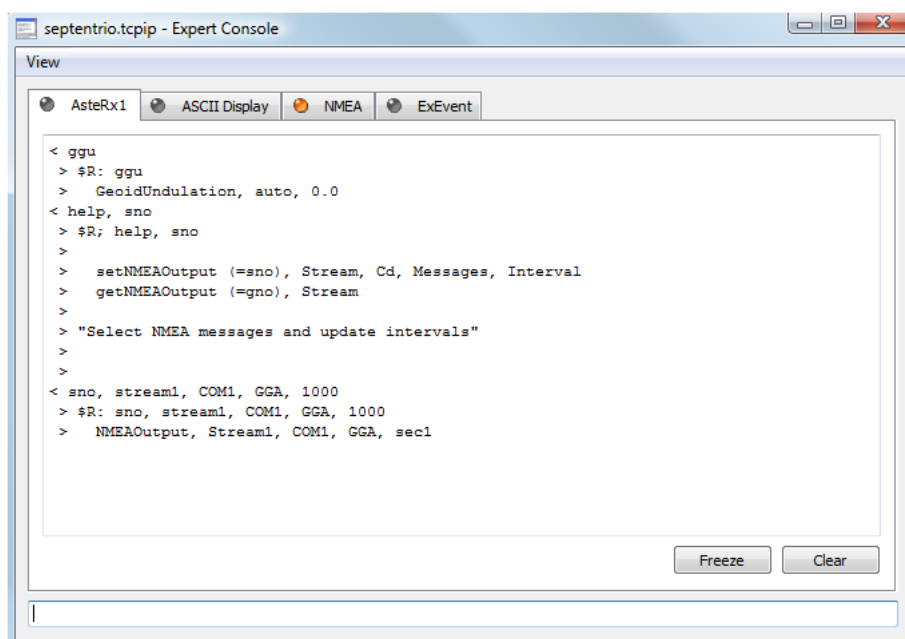 septentrio.tcpip - Expert Console
View
AsteRx1 ASCII Display NMEA ExEvent
< ggu
> $R: ggu
> GeoidUndulation, auto, 0.0
< help, sno
> $R; help, sno
>
> setNMEAOutput (=sno), Stream, Cd, Messages, Interval
> getNMEAOutput (=gno), Stream
>
> "Select NMEA messages and update intervals"
>
>
< sno, stream1, COM1, GGA, 1000
> $R: sno, stream1, COM1, GGA, 1000
> NMEAOutput, Stream1, COM1, GGA, sec1
Freeze Clear